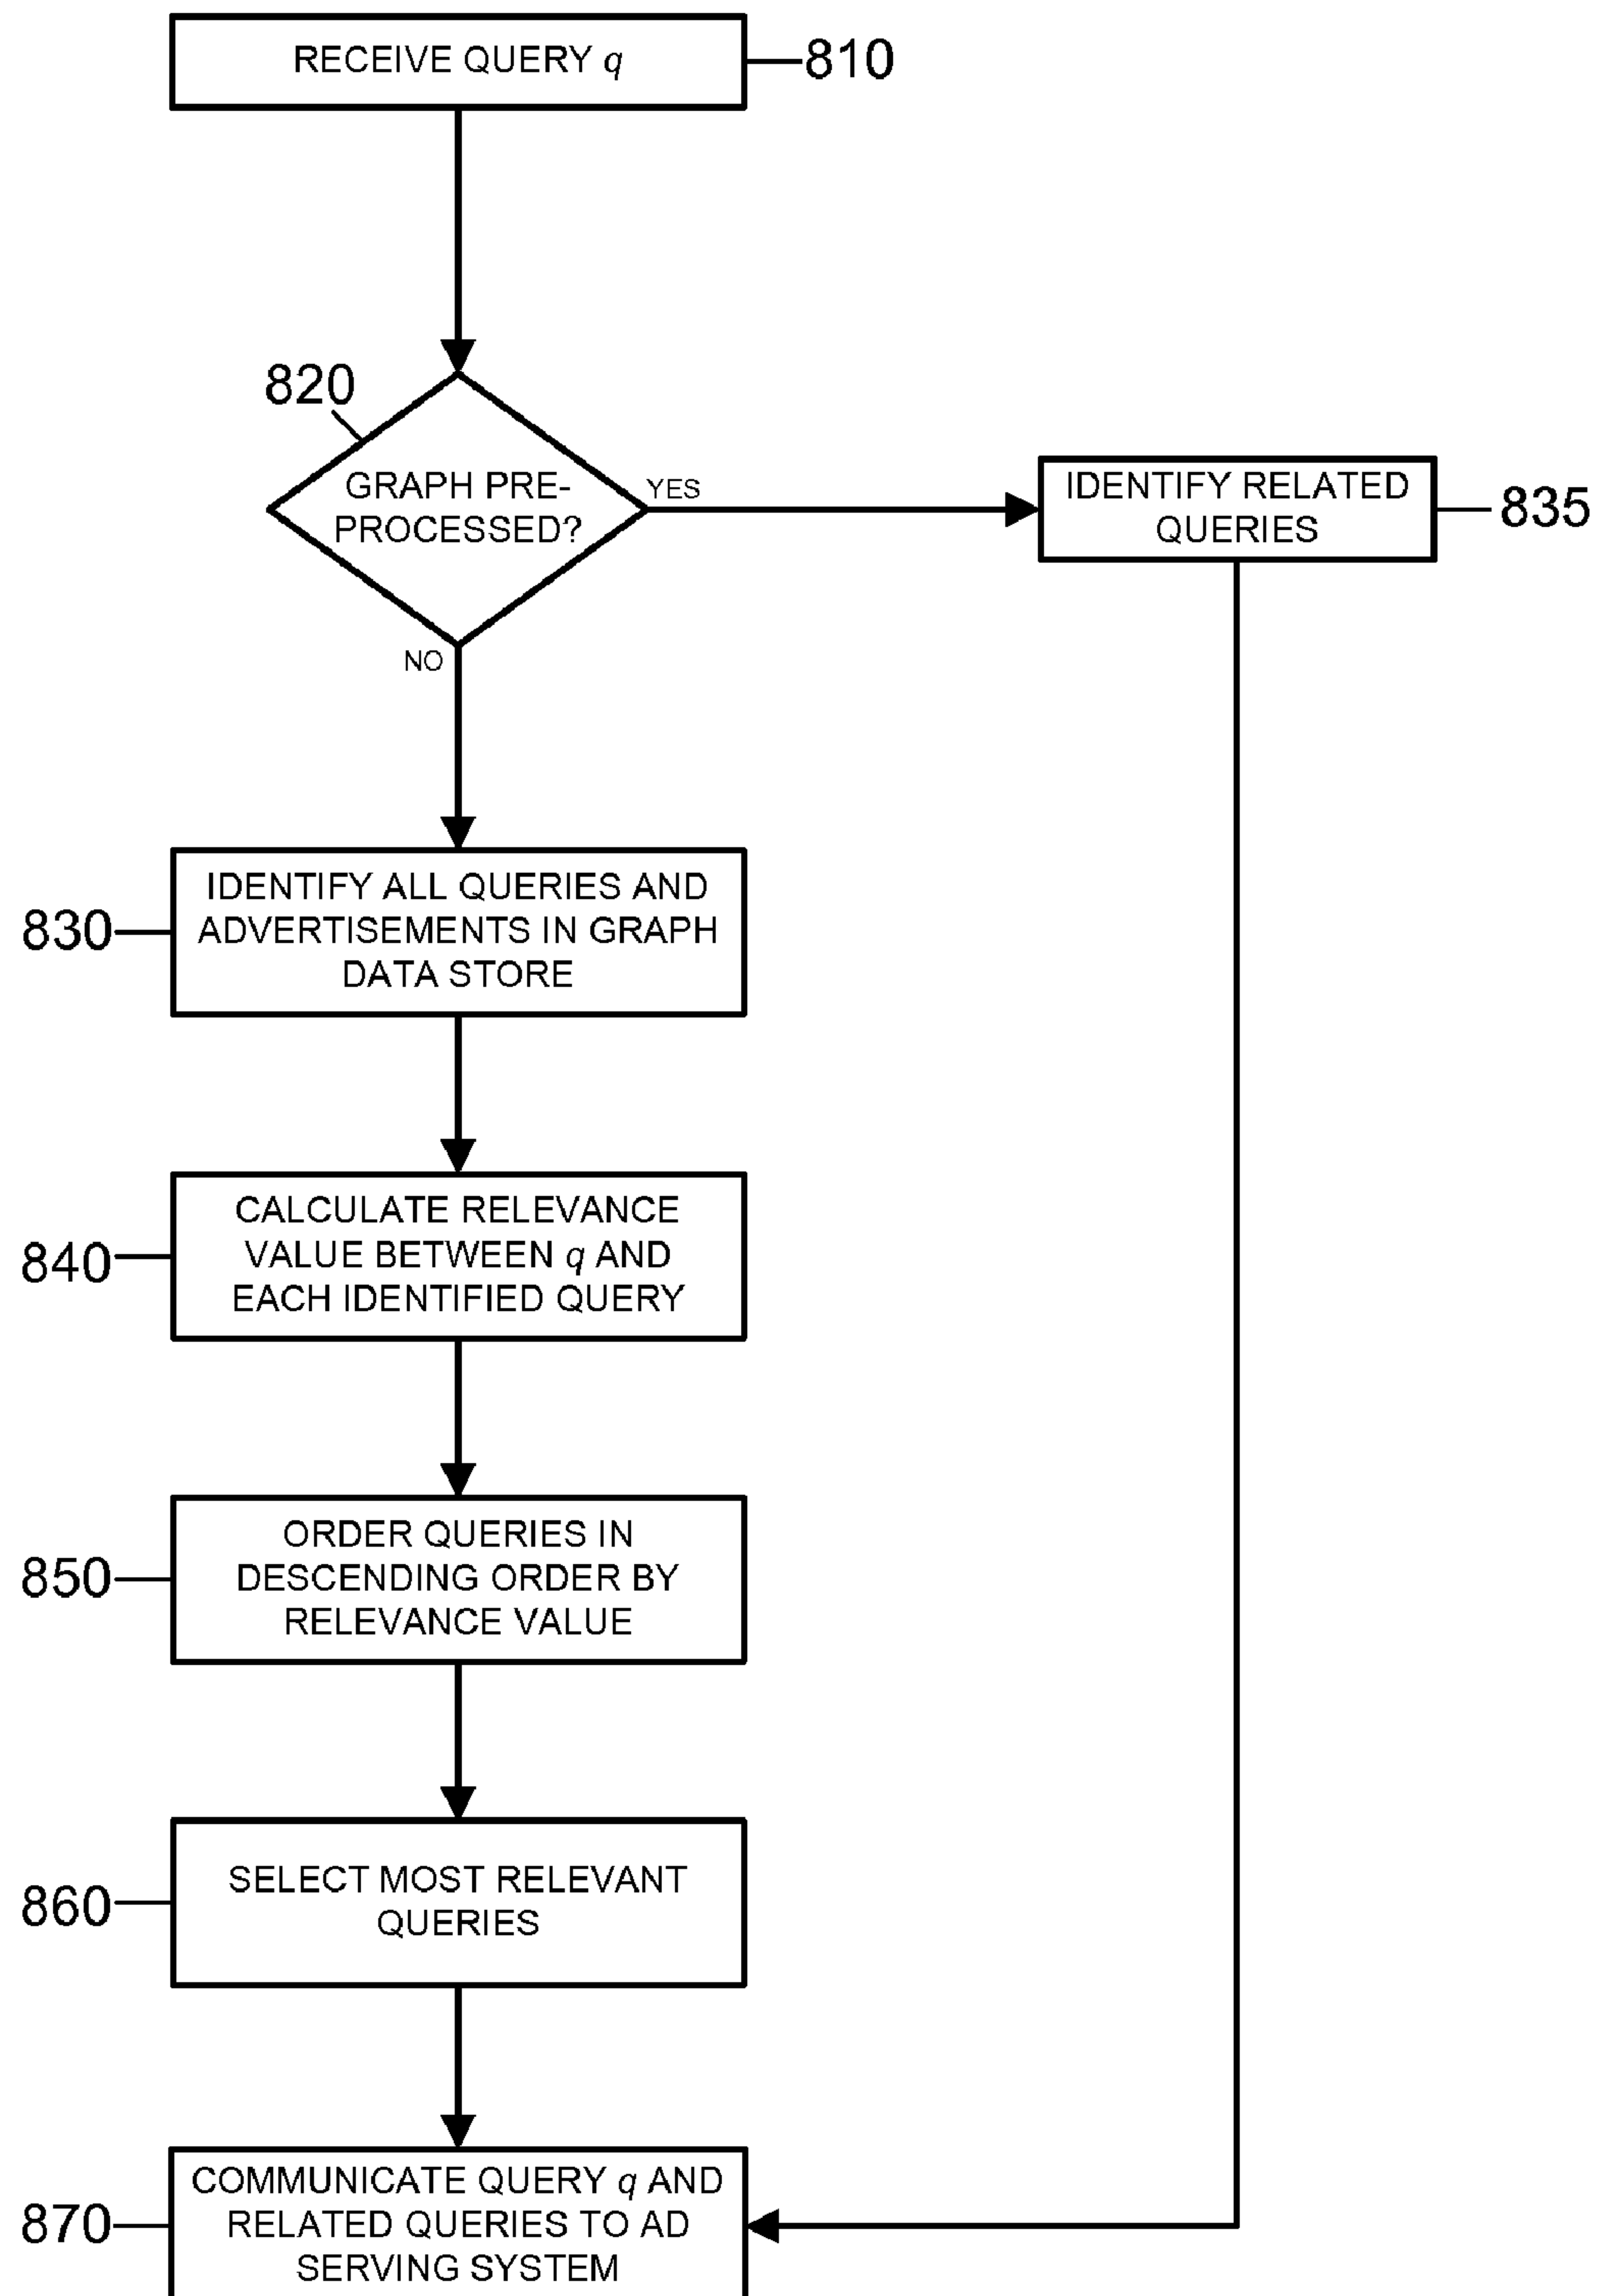 RECEIVE QUERY q
810
820
GRAPH PRE-
PROCESSED?
YES
NO
IDENTIFY RELATED
QUERIES
835
830
IDENTIFY ALL QUERIES AND
ADVERTISEMENTS IN GRAPH
DATA STORE
840
CALCULATE RELEVANCE
VALUE BETWEEN q AND
EACH IDENTIFIED QUERY
850
ORDER QUERIES IN
DESCENDING ORDER BY
RELEVANCE VALUE
860
SELECT MOST RELEVANT
QUERIES
870
COMMUNICATE QUERY q AND
RELATED QUERIES TO AD
SERVING SYSTEM